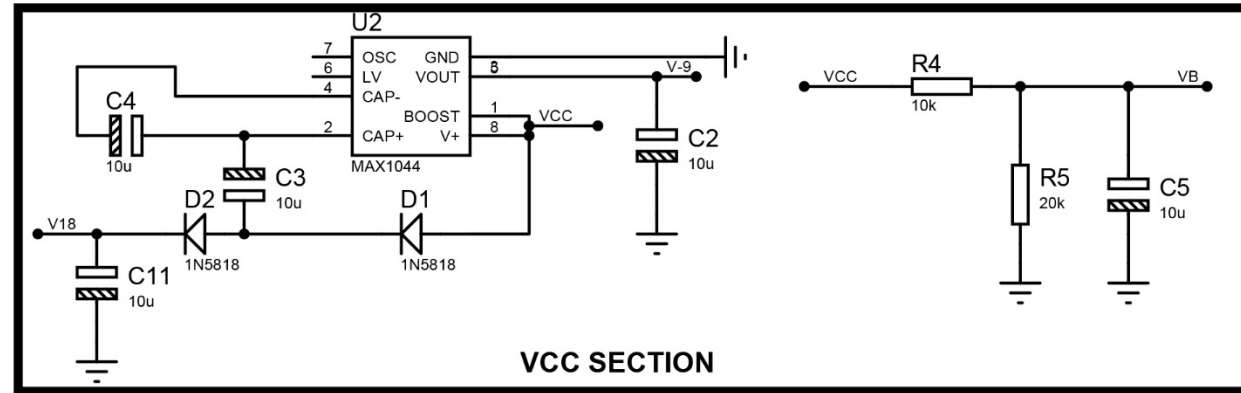 U2
7 OSC GND 3
6 LV VOUT 5 V-9
4 CAP-
BOOST 1 VCC
2 CAP+ V+ 8
MAX1044
C4
10u
C3
10u
C2
10u
V18
D2
1N5818
D1
1N5818
C11
10u
VCC R4 VB
10k
R5
20k
C5
10u
VCC SECTION